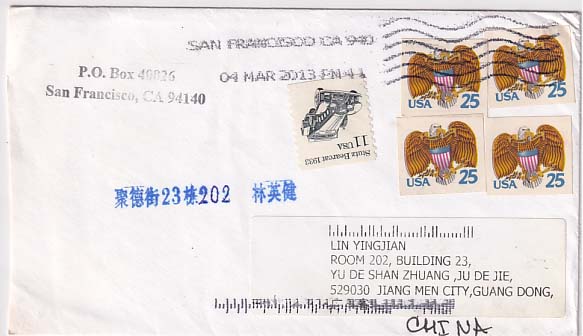 SAN FRANCISCO CA 940
04 MAR 2013 PM 4 L
P.O. Box 40826
San Francisco, CA 94140
USA 25
USA 25
USA 25
USA 25
Stutz Bearcat 1933
11 USA
聚德街23栋202 林英健
LIN YINGJIAN
ROOM 202, BUILDING 23,
YU DE SHAN ZHUANG ,JU DE JIE,
529030 JIANG MEN CITY,GUANG DONG,
CHINA